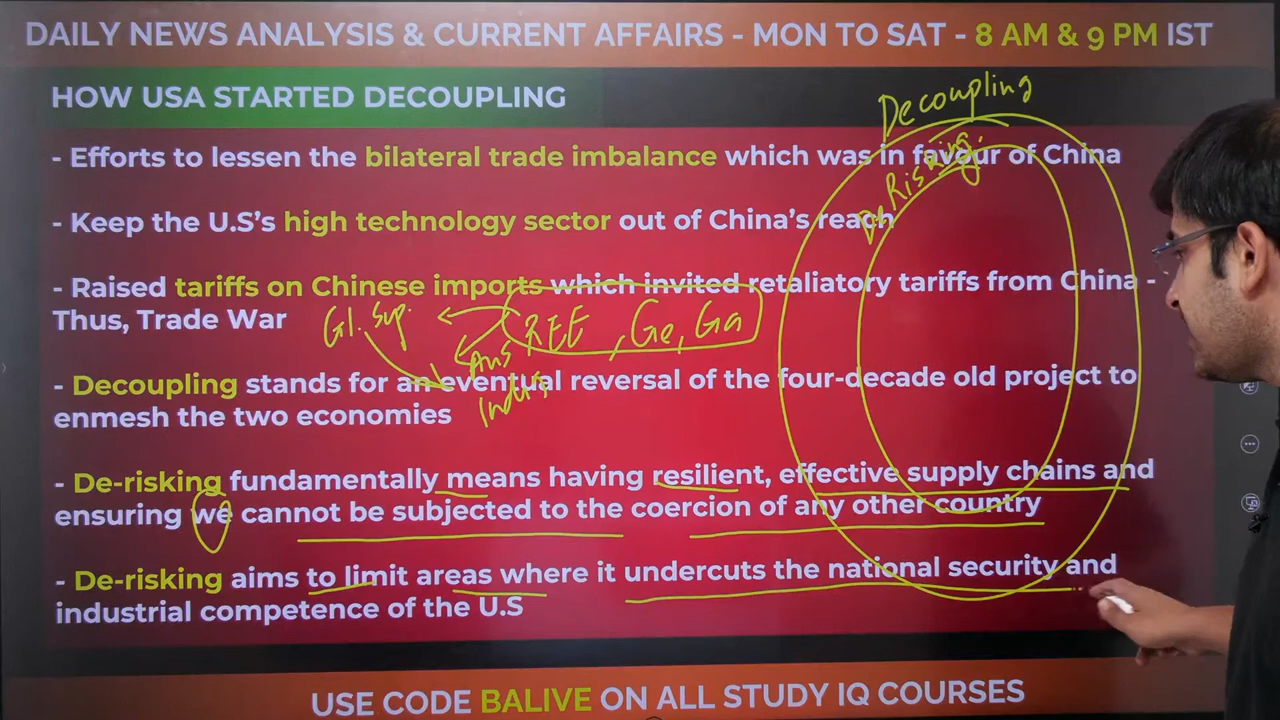 DAILY NEWS ANALYSIS & CURRENT AFFAIRS - MON TO SAT - 8 AM & 9 PM IST
HOW USA STARTED DECOUPLING
Decoupling
- Efforts to lessen the bilateral trade imbalance which was in favour of China
De Risking.
- Keep the U.S's high technology sector out of China's reach
- Raised tariffs on Chinese imports which invited retaliatory tariffs from China -
Thus, Trade War
Gl. Sup. REE, Ge, Ga
- Decoupling stands for an eventual reversal of the four-decade old project to
enmesh the two economies
- De-risking fundamentally means having resilient, effective supply chains and
ensuring we cannot be subjected to the coercion of any other country
- De-risking aims to limit areas where it undercuts the national security and
industrial competence of the U.S
USE CODE BALIVE ON ALL STUDY IQ COURSES